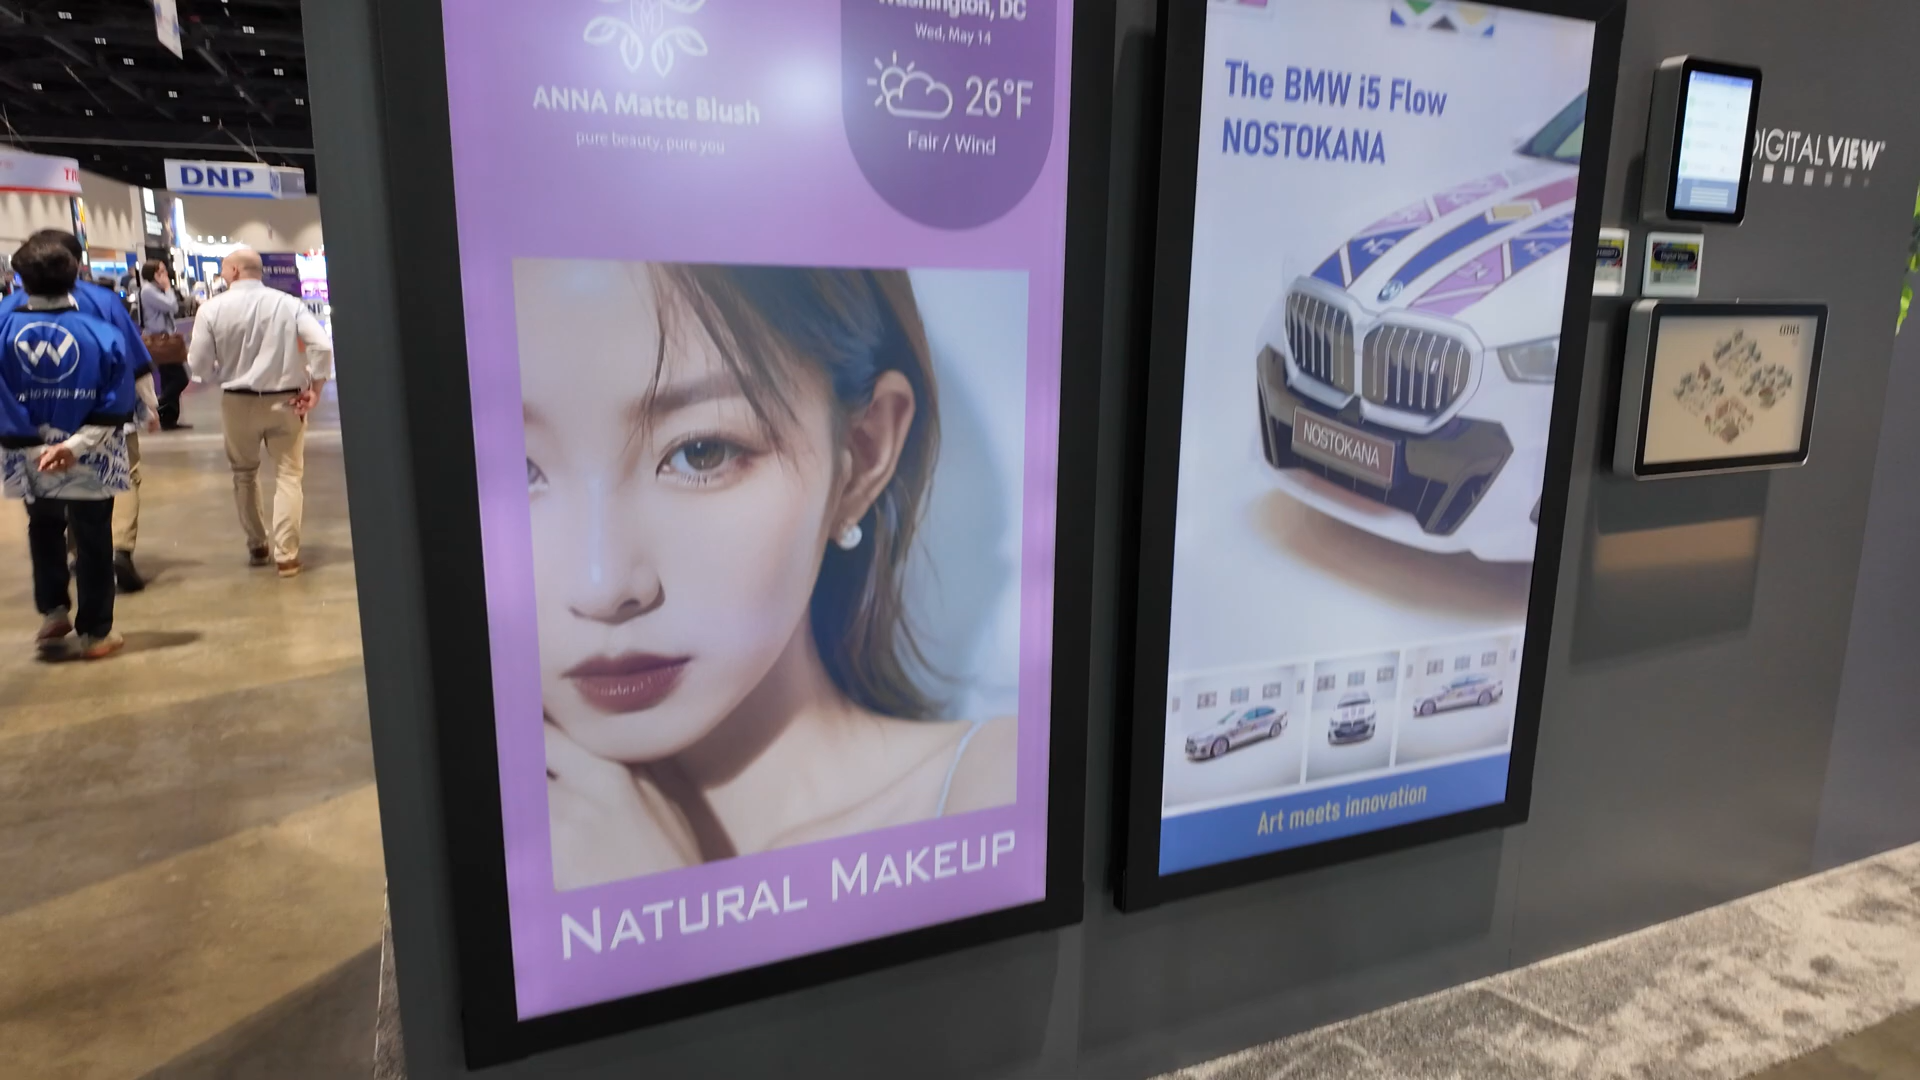 ANNA Matte Blush
pure beauty, pure you
Washington, DC
Wed, May 14
26°F
Fair / Wind
NATURAL MAKEUP
The BMW i5 Flow
NOSTOKANA
NOSTOKANA
Art meets innovation
DIGITALVIEW
Digital View
DNP
W